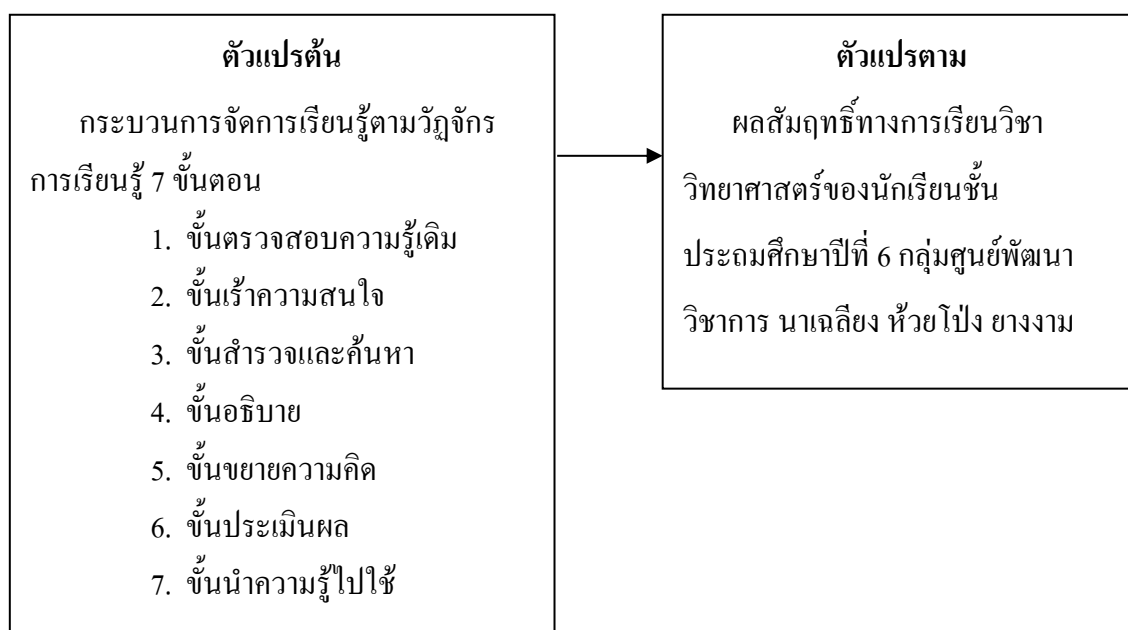 ตัวแปรต้น
กระบวนการจัดการเรียนรู้ตามวัฏจักร
การเรียนรู้ 7 ขั้นตอน
1. ขั้นตรวจสอบความรู้เดิม
2. ขั้นเร้าความสนใจ
3. ขั้นสำรวจและค้นหา
4. ขั้นอธิบาย
5. ขั้นขยายความคิด
6. ขั้นประเมินผล
7. ขั้นนำความรู้ไปใช้
ตัวแปรตาม
ผลสัมฤทธิ์ทางการเรียนวิชา
วิทยาศาสตร์ของนักเรียนชั้น
ประถมศึกษาปีที่ 6 กลุ่มศูนย์พัฒนา
วิชาการ นาเฉลียง ห้วยโป่ง ยางงาม